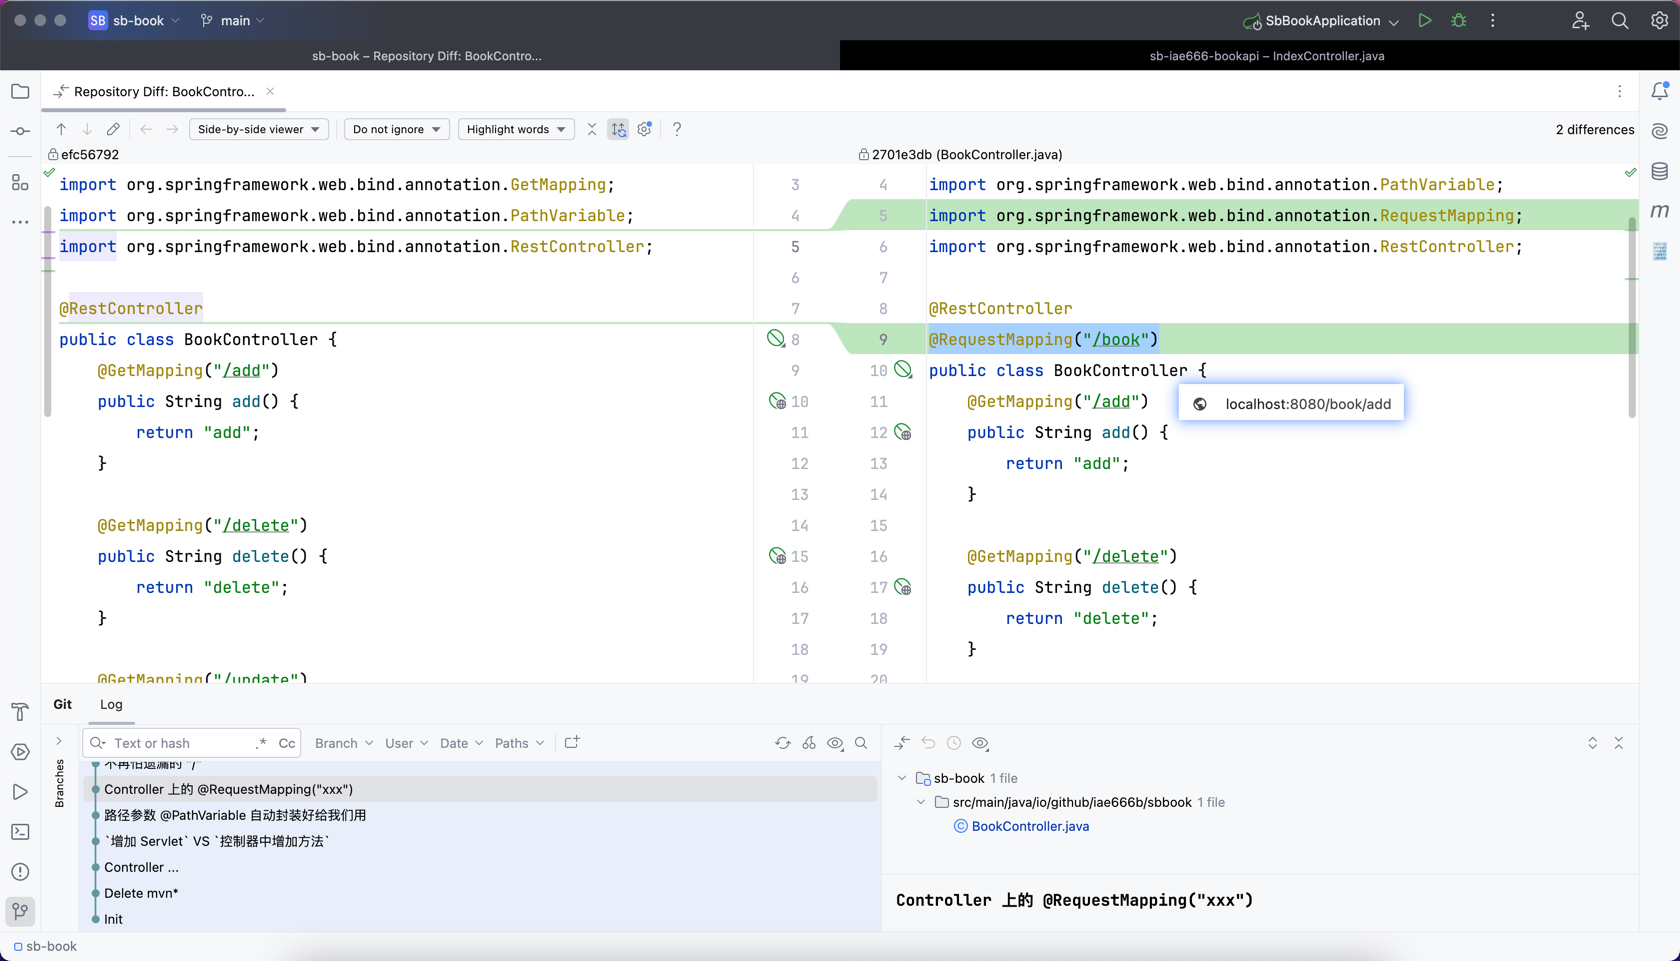 SB sb-book main SbBookApplication
sb-book – Repository Diff: BookContro... sb-iae666-bookapi – IndexController.java
Repository Diff: BookContro...
Side-by-side viewer Do not ignore Highlight words ? 2 differences
efc56792 2701e3db (BookController.java)
import org.springframework.web.bind.annotation.GetMapping; 3 4 import org.springframework.web.bind.annotation.PathVariable;
import org.springframework.web.bind.annotation.PathVariable; 4 5 import org.springframework.web.bind.annotation.RequestMapping;
import org.springframework.web.bind.annotation.RestController; 5 6 import org.springframework.web.bind.annotation.RestController;
6 7
@RestController 7 8 @RestController
public class BookController { 8 9 @RequestMapping("/book")
@GetMapping("/add") 9 10 public class BookController {
public String add() { 10 11 @GetMapping("/add") localhost:8080/book/add
return "add"; 11 12 public String add() {
} 12 13 return "add";
13 14 }
@GetMapping("/delete") 14 15
public String delete() { 15 16 @GetMapping("/delete")
return "delete"; 16 17 public String delete() {
} 17 18 return "delete";
18 19 }
@GetMapping("/update") 19 20
m
Git Log
Text or hash .* Cc Branch User Date Paths
Branches
不再怕遗漏的 "/"
Controller 上的 @RequestMapping("xxx")
路径参数 @PathVariable 自动封装好给我们用
`增加 Servlet` VS `控制器中增加方法`
Controller ...
Delete mvn*
Init
sb-book 1 file
src/main/java/io/github/iae666b/sbbook 1 file
BookController.java
Controller 上的 @RequestMapping("xxx")
sb-book